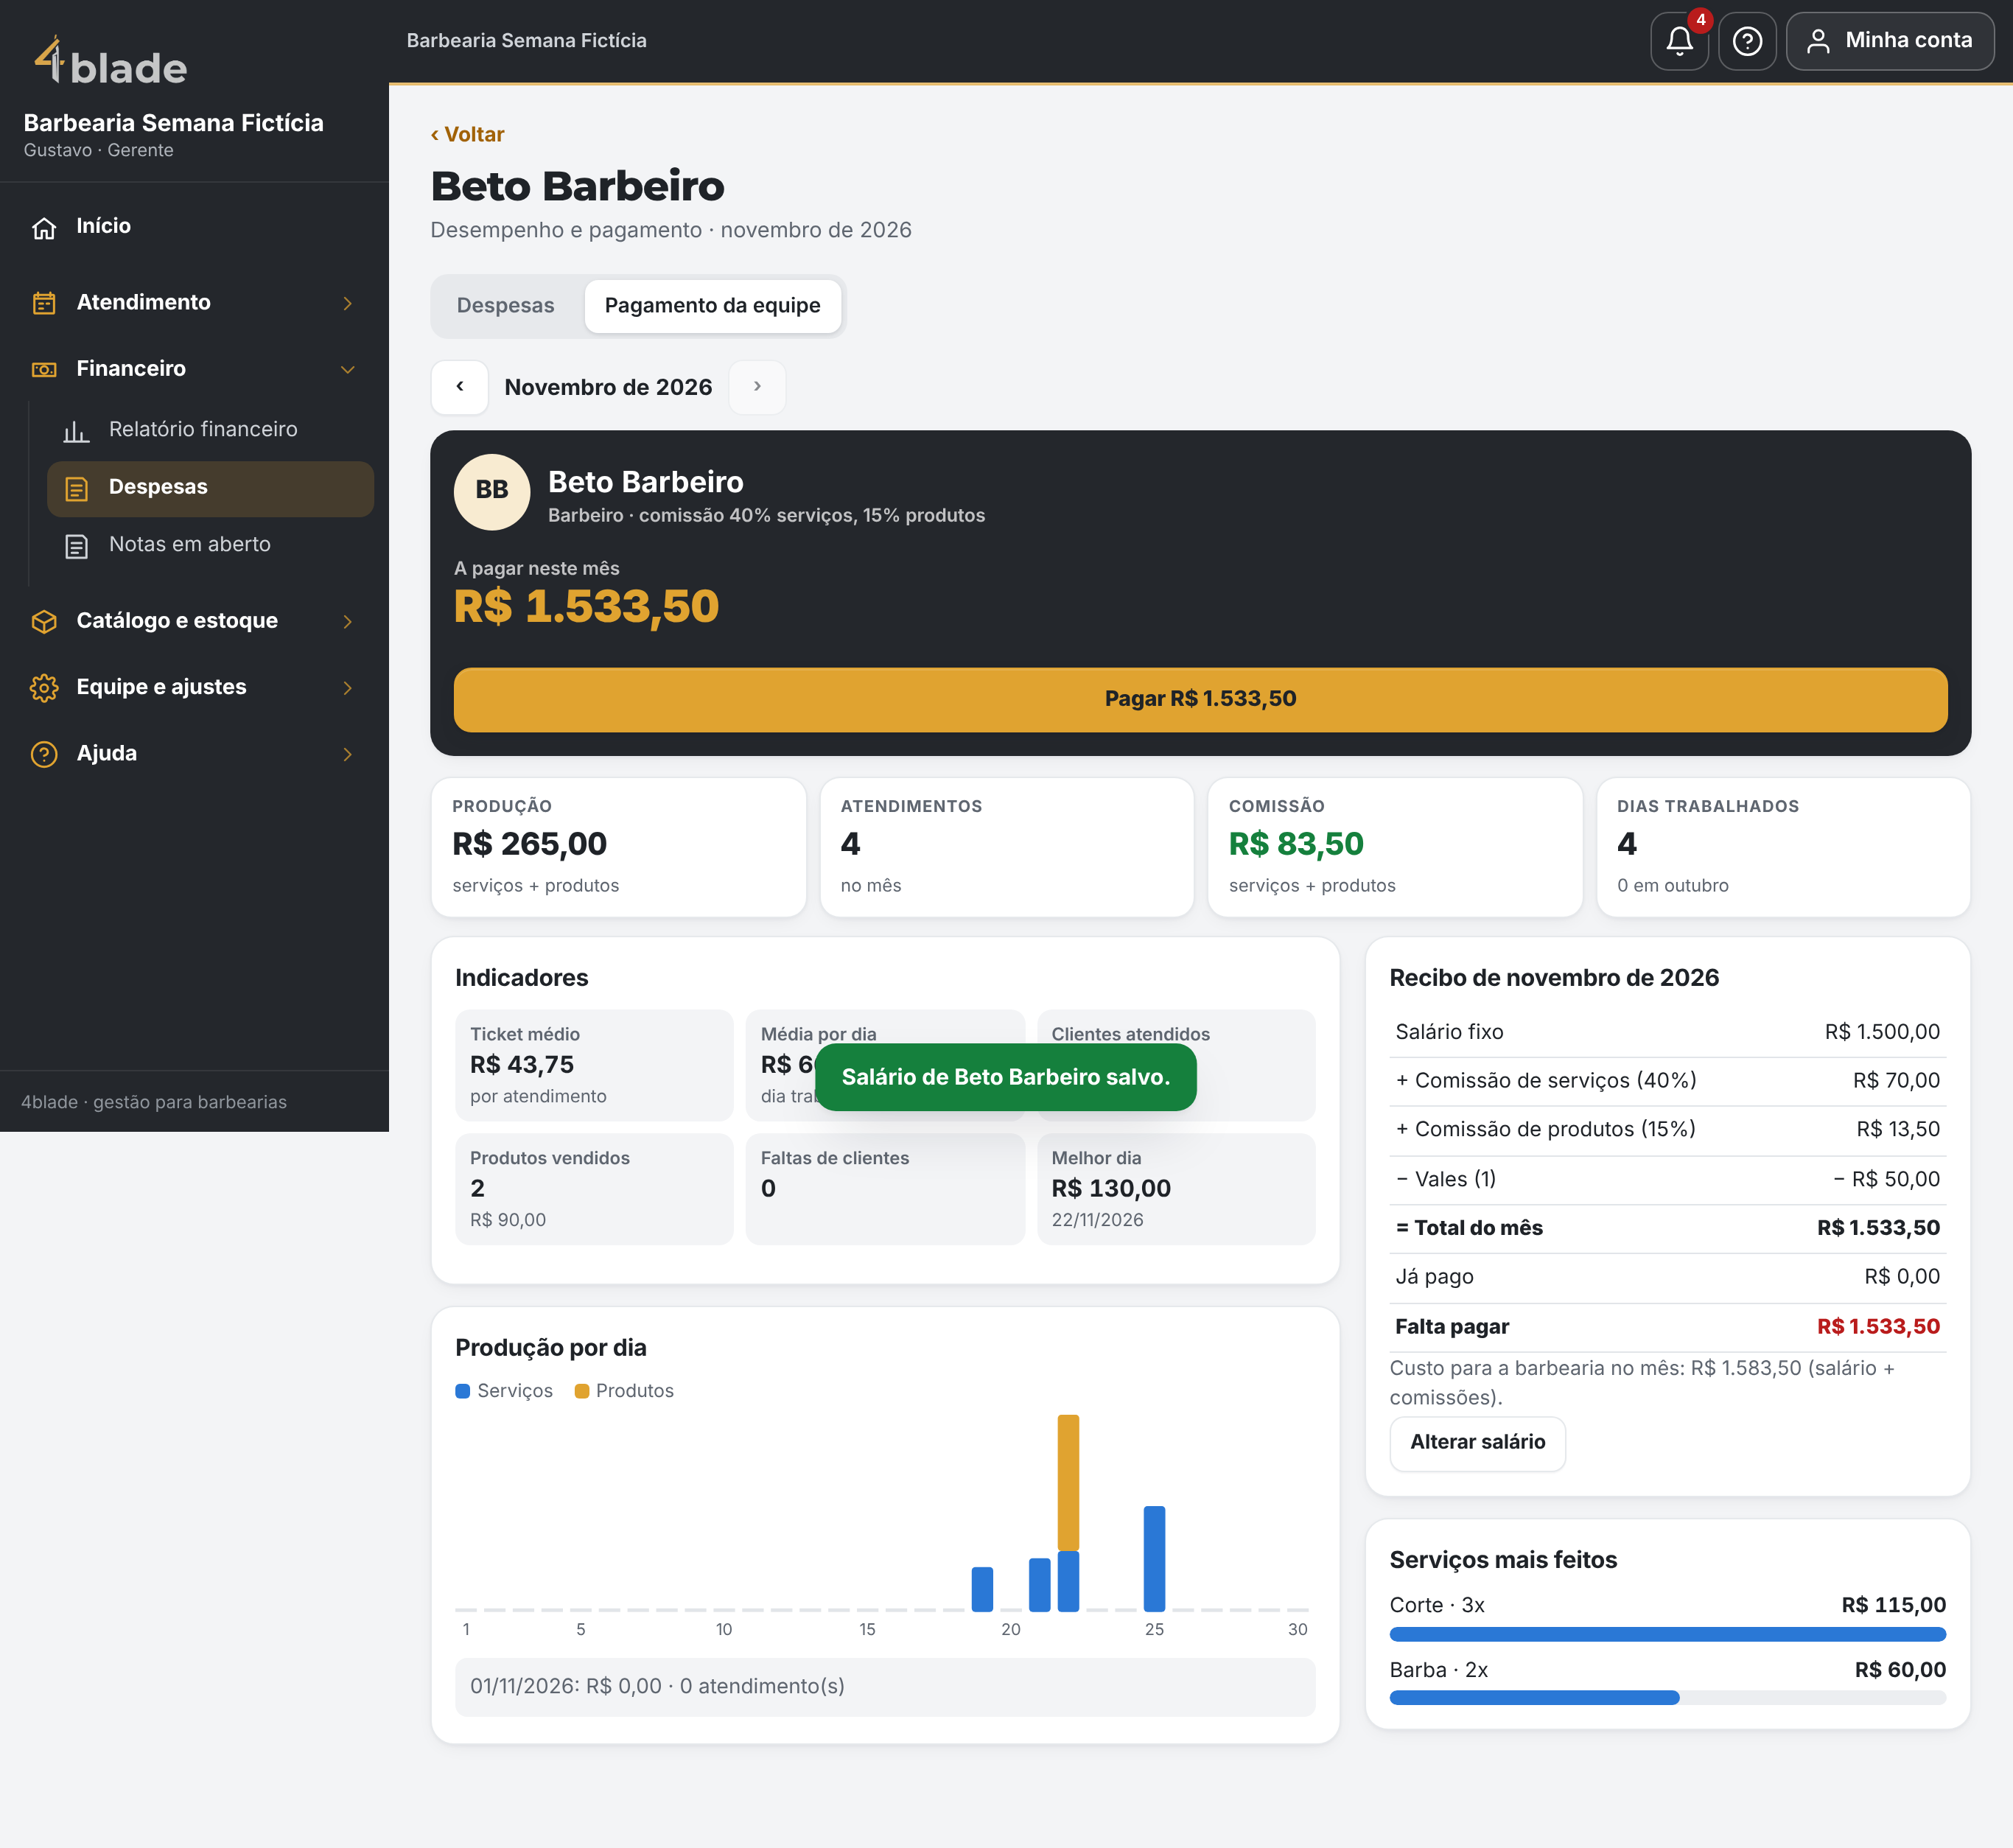 4blade
Barbearia Semana Fictícia
Gustavo · Gerente
Início
Atendimento
Financeiro
Relatório financeiro
Despesas
Notas em aberto
Catálogo e estoque
Equipe e ajustes
Ajuda
4blade · gestão para barbearias
Barbearia Semana Fictícia
4
Minha conta
‹ Voltar
Beto Barbeiro
Desempenho e pagamento · novembro de 2026
Despesas
Pagamento da equipe
‹ Novembro de 2026 ›
BB
Beto Barbeiro
Barbeiro · comissão 40% serviços, 15% produtos
A pagar neste mês
R$ 1.533,50
Pagar R$ 1.533,50
PRODUÇÃO
R$ 265,00
serviços + produtos
ATENDIMENTOS
4
no mês
COMISSÃO
R$ 83,50
serviços + produtos
DIAS TRABALHADOS
4
0 em outubro
Indicadores
Ticket médio
R$ 43,75
por atendimento
Média por dia
R$
dia
Clientes atendidos
Salário de Beto Barbeiro salvo.
Produtos vendidos
2
R$ 90,00
Faltas de clientes
0
Melhor dia
R$ 130,00
22/11/2026
Produção por dia
Serviços
Produtos
1 5 10 15 20 25 30
01/11/2026: R$ 0,00 · 0 atendimento(s)
Recibo de novembro de 2026
Salário fixo R$ 1.500,00
+ Comissão de serviços (40%) R$ 70,00
+ Comissão de produtos (15%) R$ 13,50
− Vales (1) − R$ 50,00
= Total do mês R$ 1.533,50
Já pago R$ 0,00
Falta pagar R$ 1.533,50
Custo para a barbearia no mês: R$ 1.583,50 (salário +
comissões).
Alterar salário
Serviços mais feitos
Corte · 3x R$ 115,00
Barba · 2x R$ 60,00